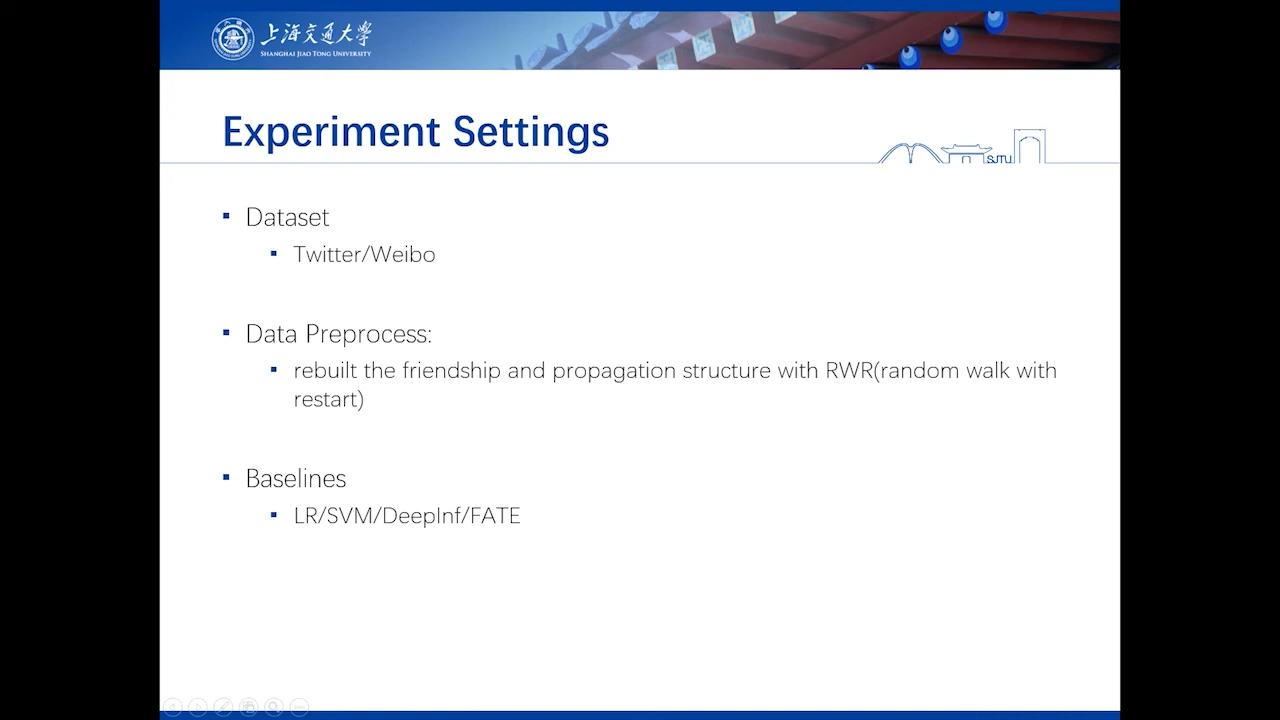 上海交通大学
SHANGHAI JIAO TONG UNIVERSITY
Experiment Settings
Dataset
Twitter/Weibo
Data Preprocess:
rebuilt the friendship and propagation structure with RWR(random walk with
restart)
Baselines
LR/SVM/DeepInf/FATE